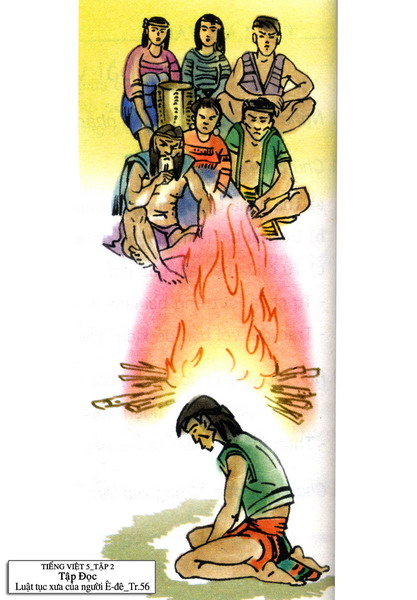 TIẾNG VIỆT 5_TẬP 2
Tập Đọc
Luật tục xưa của người Ê-đê_Tr.56